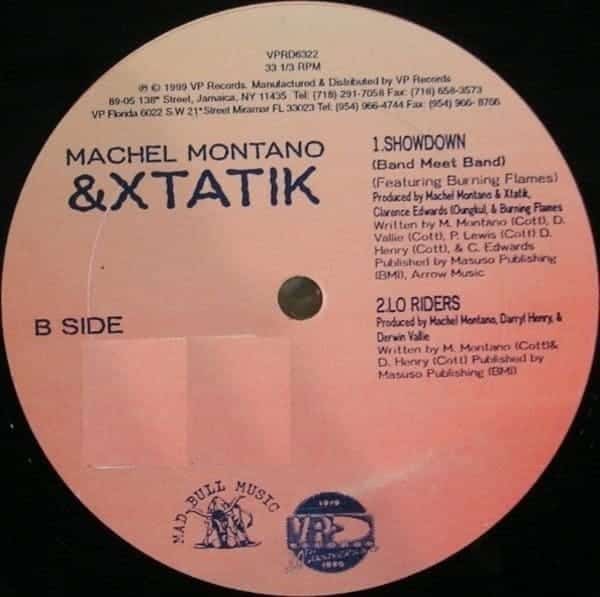 VPRD6322
33 1/3 RPM
℗ © 1999 VP Records. Manufactured & Distributed by VP Records
89-05 138" Street, Jamaica, NY 11435 Tel: (718) 291-7058 Fax: (718) 658-3573
VP Florida 6022 S.W 21" Street Miramar FL 33023 Tel: (954) 966-4744 Fax: (954) 966- 8766
MACHEL MONTANO
&XTATIK
B SIDE
1.SHOWDOWN
(Band Meet Band)
(Featuring Burning Flames)
Produced by Machel Montano & Xtatik,
Clarence Edwards (Oungku), & Burning Flames
Written by M. Montano (Cott), D.
Vallie (Cott), P. Lewis (Cott) D.
Henry (Cott), & C. Edwards
Published by Masuso Publishing
(BMI), Arrow Music
2.LO RIDERS
Produced by Machel Montano, Darryl Henry, &
Derwin Vallie
Written by M. Montano (Cott)&
D. Henry (Cott) Published by
Masuso Publishing (BMI)
MAD BULL MUSIC
1979
VP
1999